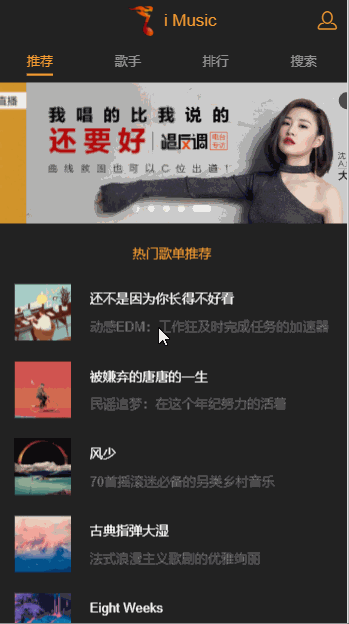 i Music
推荐
歌手
排行
搜索
直播
我唱的比我说的
还要好
唱反调
电台
专访
曲线救国也可以C位出道!
沈
大
热门歌单推荐
还不是因为你长得不好看
动感EDM：工作狂及时完成任务的加速器
被嫌弃的唐唐的一生
民谣追梦：在这个年纪努力的活着
风少
70首摇滚迷必备的另类乡村音乐
古典指弹大湿
法式浪漫主义歌剧的优雅绚丽
Eight Weeks